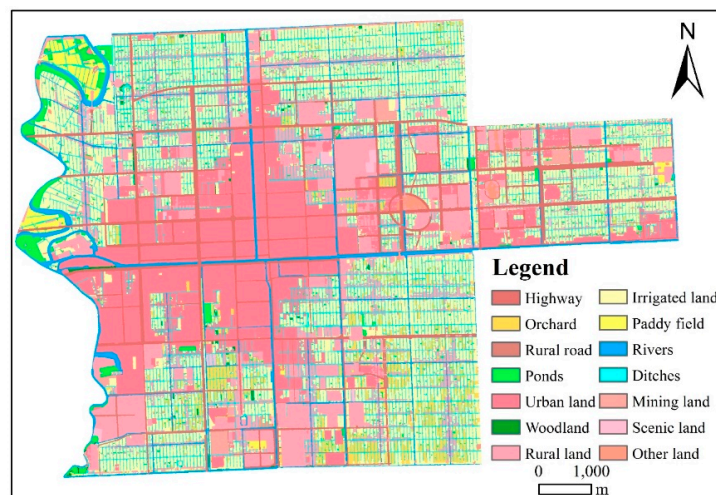 N
Legend
Highway Irrigated land
Orchard Paddy field
Rural road Rivers
Ponds Ditches
Urban land Mining land
Woodland Scenic land
Rural land Other land
0 1,000
m